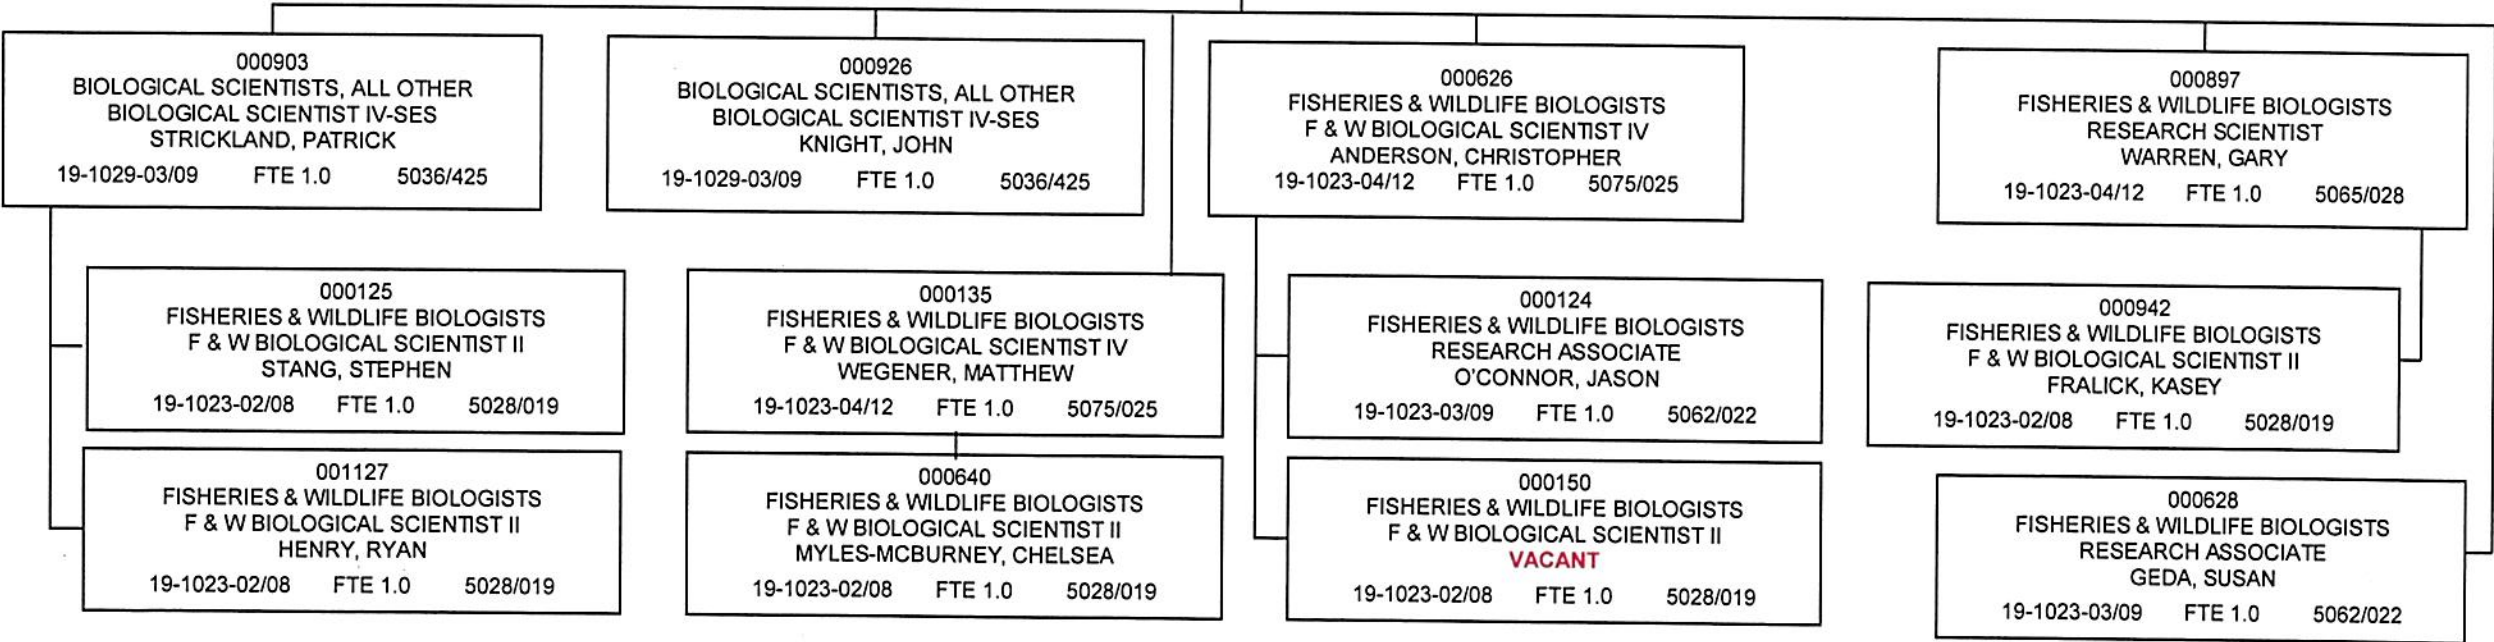 000903
BIOLOGICAL SCIENTISTS, ALL OTHER
BIOLOGICAL SCIENTIST IV-SES
STRICKLAND, PATRICK
19-1029-03/09 FTE 1.0 5036/425
000926
BIOLOGICAL SCIENTISTS, ALL OTHER
BIOLOGICAL SCIENTIST IV-SES
KNIGHT, JOHN
19-1029-03/09 FTE 1.0 5036/425
000626
FISHERIES & WILDLIFE BIOLOGISTS
F & W BIOLOGICAL SCIENTIST IV
ANDERSON, CHRISTOPHER
19-1023-04/12 FTE 1.0 5075/025
000897
FISHERIES & WILDLIFE BIOLOGISTS
RESEARCH SCIENTIST
WARREN, GARY
19-1023-04/12 FTE 1.0 5065/028
000125
FISHERIES & WILDLIFE BIOLOGISTS
F & W BIOLOGICAL SCIENTIST II
STANG, STEPHEN
19-1023-02/08 FTE 1.0 5028/019
000135
FISHERIES & WILDLIFE BIOLOGISTS
F & W BIOLOGICAL SCIENTIST IV
WEGENER, MATTHEW
19-1023-04/12 FTE 1.0 5075/025
000124
FISHERIES & WILDLIFE BIOLOGISTS
RESEARCH ASSOCIATE
O'CONNOR, JASON
19-1023-03/09 FTE 1.0 5062/022
000942
FISHERIES & WILDLIFE BIOLOGISTS
F & W BIOLOGICAL SCIENTIST II
FRALICK, KASEY
19-1023-02/08 FTE 1.0 5028/019
001127
FISHERIES & WILDLIFE BIOLOGISTS
F & W BIOLOGICAL SCIENTIST II
HENRY, RYAN
19-1023-02/08 FTE 1.0 5028/019
000640
FISHERIES & WILDLIFE BIOLOGISTS
F & W BIOLOGICAL SCIENTIST II
MYLES-MCBURNEY, CHELSEA
19-1023-02/08 FTE 1.0 5028/019
000150
FISHERIES & WILDLIFE BIOLOGISTS
F & W BIOLOGICAL SCIENTIST II
VACANT
19-1023-02/08 FTE 1.0 5028/019
000628
FISHERIES & WILDLIFE BIOLOGISTS
RESEARCH ASSOCIATE
GEDA, SUSAN
19-1023-03/09 FTE 1.0 5062/022